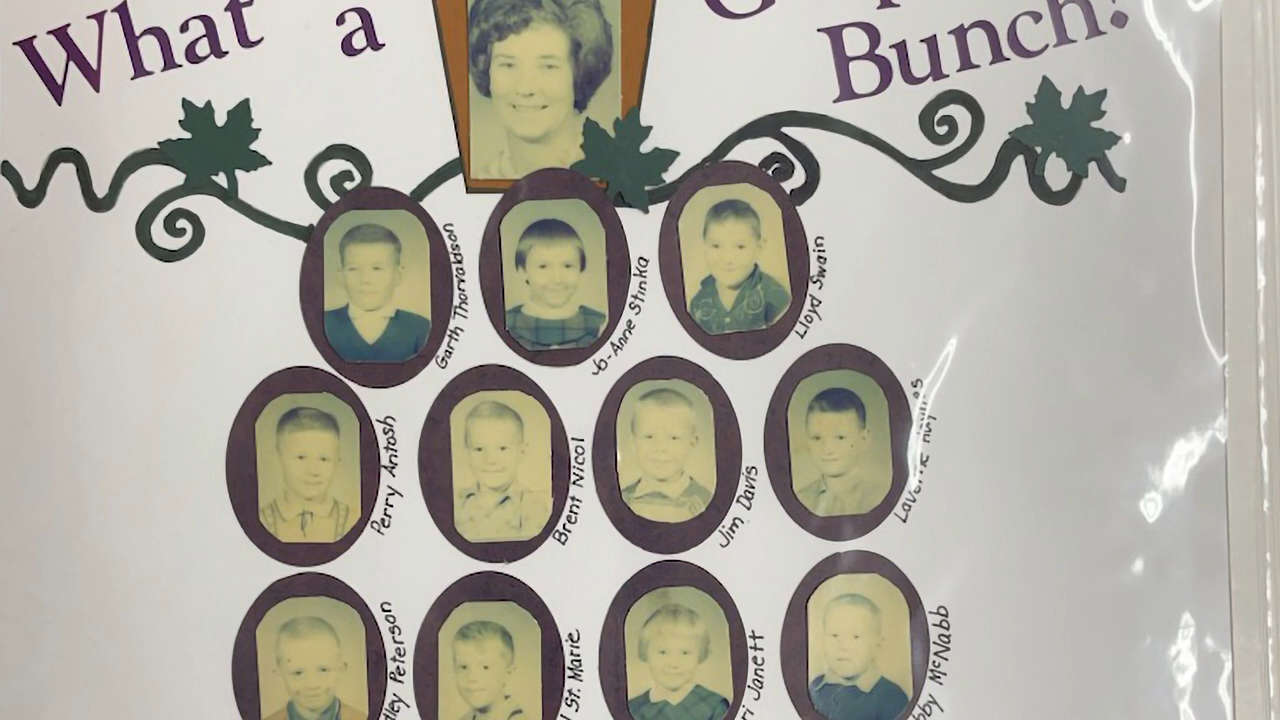 What a
Bunch!
Garth Thorvaldson
Jo-Anne Stinka
Lloyd Swain
Perry Antosh
Brent Nicol
Jim Davis
Peterson
St. Marie
Janett
McNabb